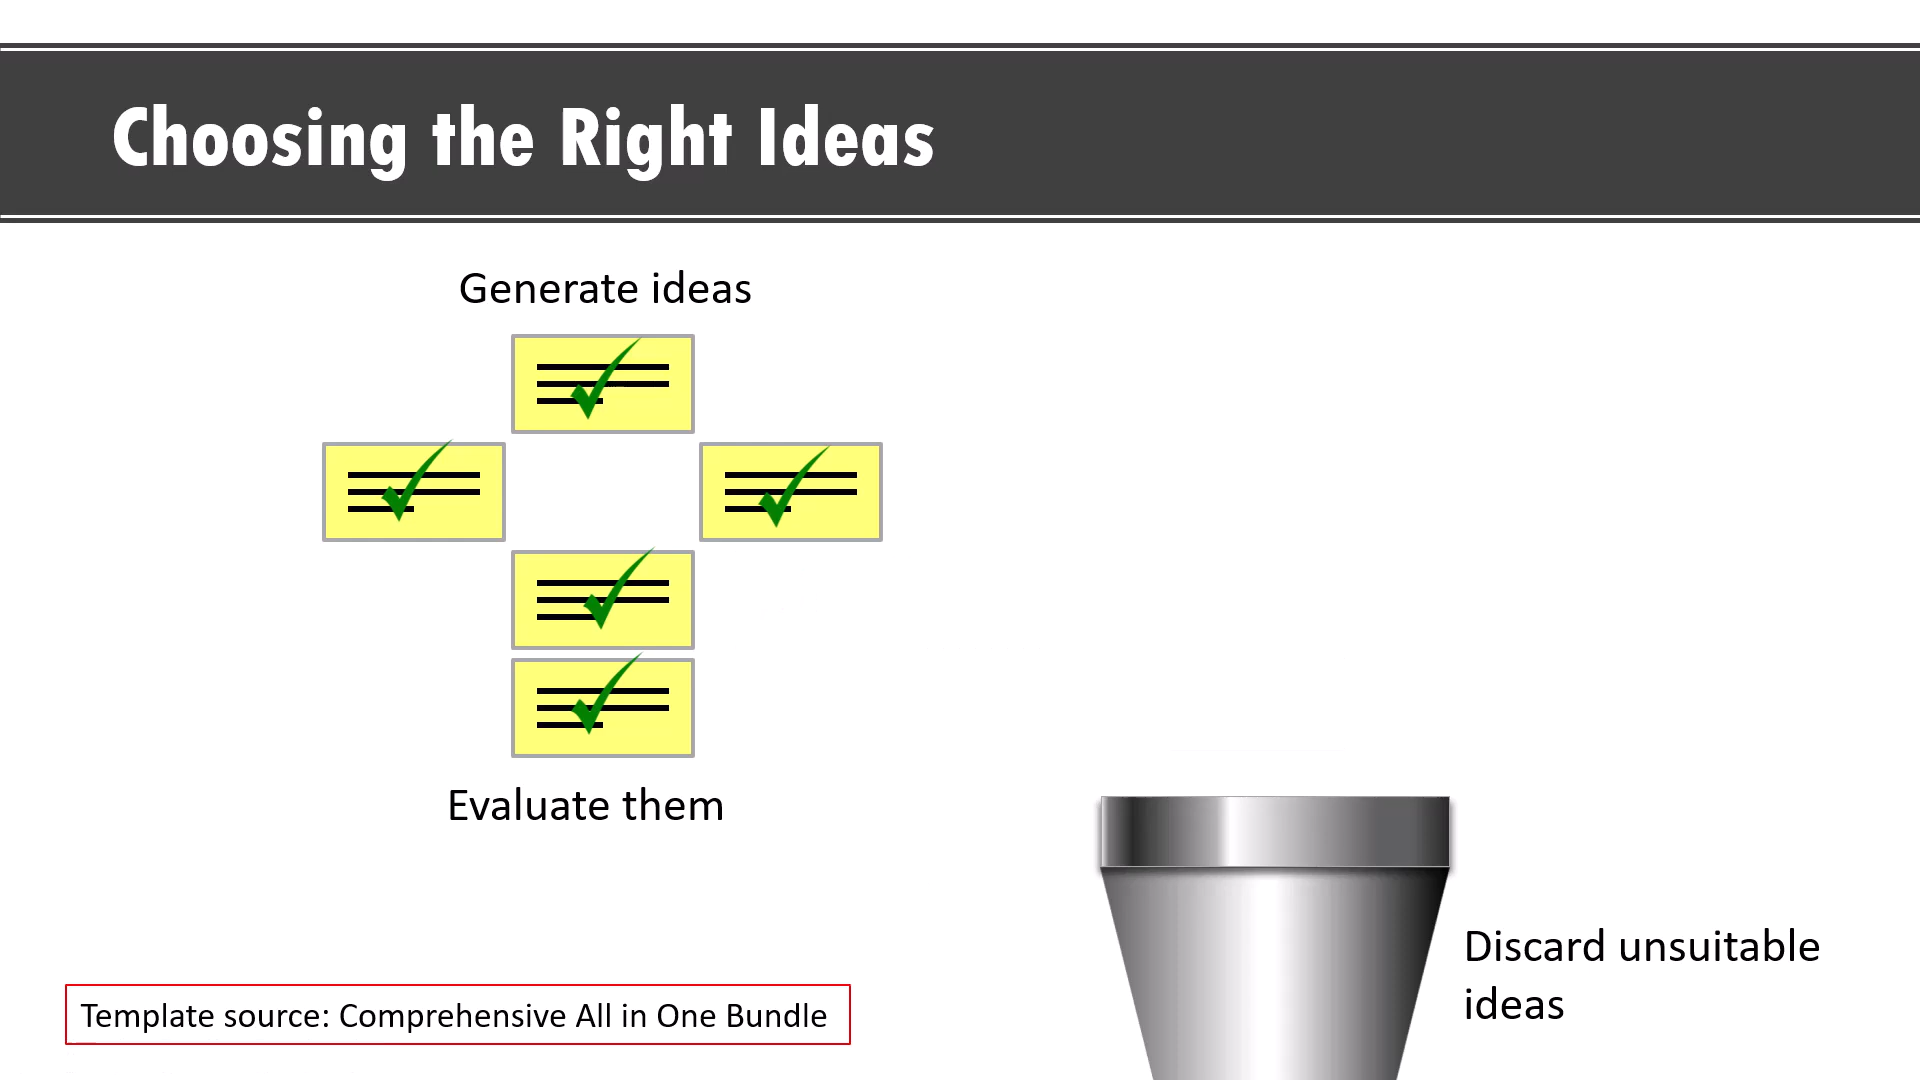 Choosing the Right Ideas
Generate ideas
Evaluate them
Discard unsuitable
ideas
Template source: Comprehensive All in One Bundle